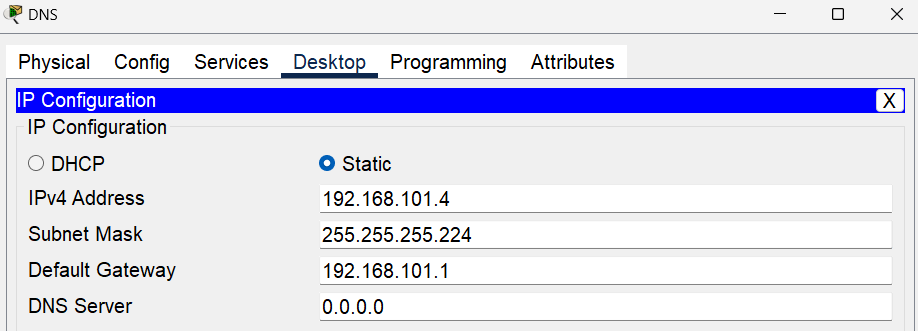 DNS
Physical Config Services Desktop Programming Attributes
IP Configuration X
IP Configuration
DHCP Static
IPv4 Address 192.168.101.4
Subnet Mask 255.255.255.224
Default Gateway 192.168.101.1
DNS Server 0.0.0.0